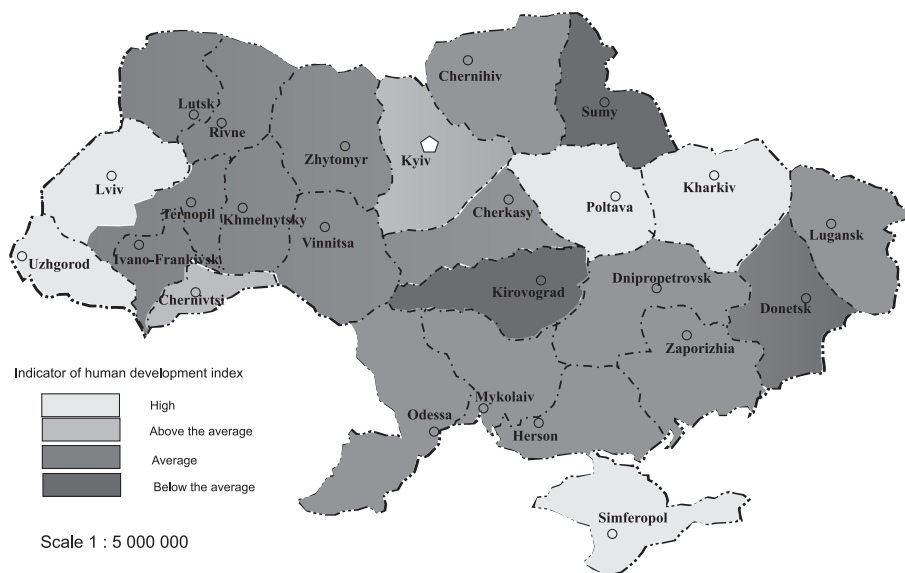 Chernihiv
Sumy
Lutsk
Rivne
Zhytomyr
Kyiv
Lviv
Kharkiv
Poltava
Ternopil
Khmelnytsky
Cherkasy
Lugansk
Vinnitsa
Uzhgorod
Ivano-Frankivsk
Dnipropetrovsk
Kirovograd
Chernivtsi
Donetsk
Zaporizhia
Mykolaiv
Odessa
Herson
Simferopol
Indicator of human development index
High
Above the average
Average
Below the average
Scale 1 : 5 000 000